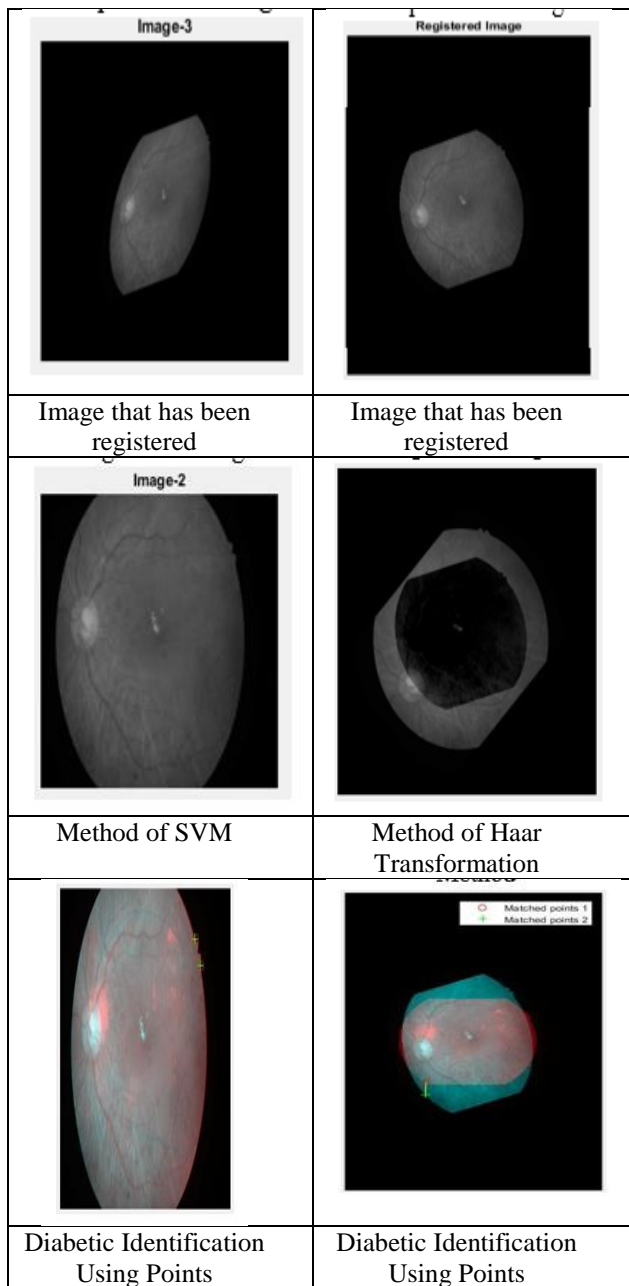 Image-3
Registered Image
Image that has been
registered
Image that has been
registered
Image-2
Method of SVM
Method of Haar
Transformation
Matched points 1
Matched points 2
Diabetic Identification
Using Points
Diabetic Identification
Using Points